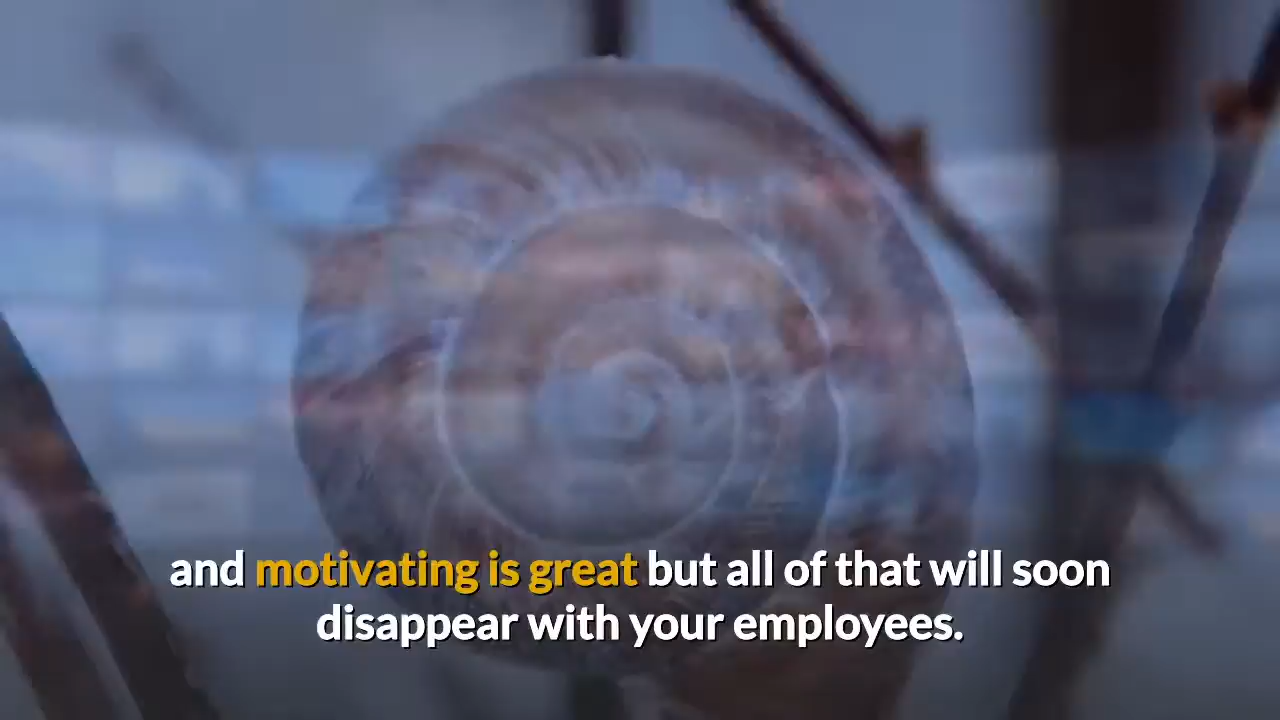 and motivating is great but all of that will soon
disappear with your employees.